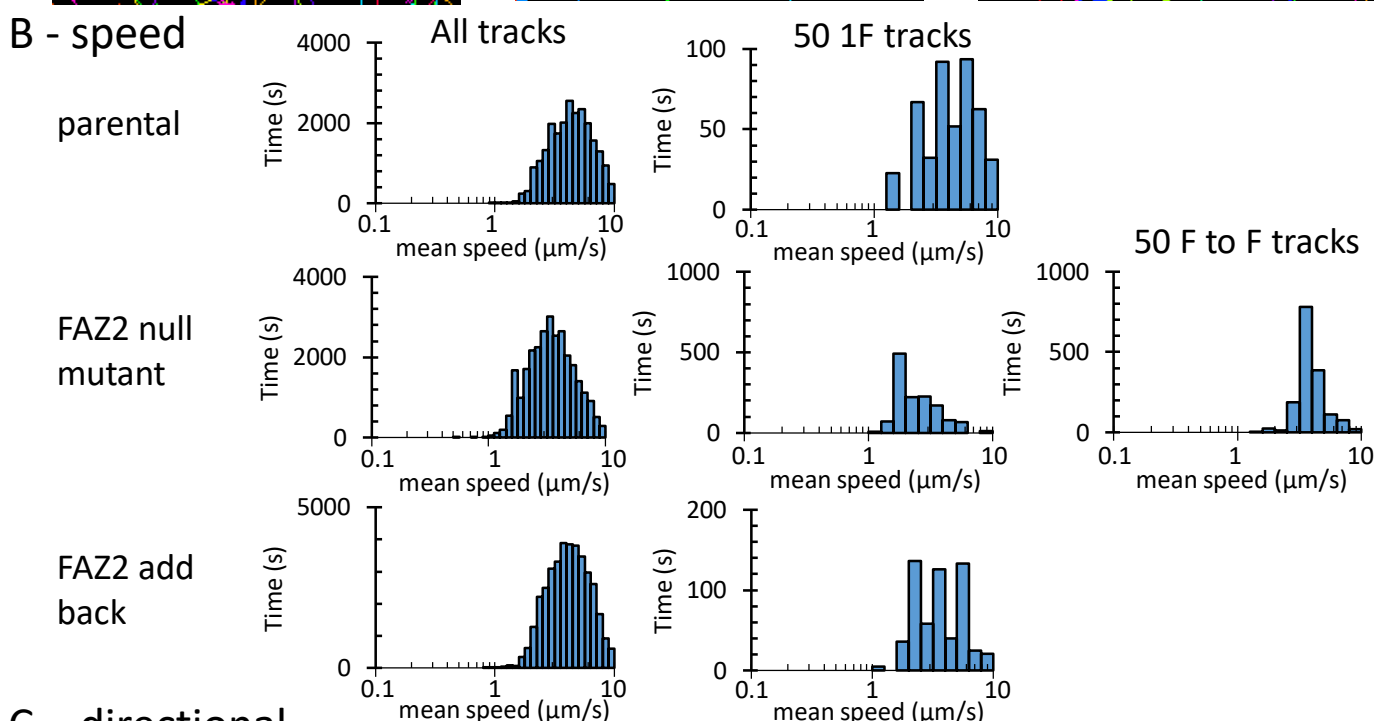 B - speed
All tracks
50 1F tracks
parental
Time (s)
4000
2000
0
0.1 1 10
mean speed (µm/s)
Time (s)
100
50
0
0.1 1 10
mean speed (µm/s)
50 F to F tracks
FAZ2 null
mutant
Time (s)
4000
2000
0
0.1 1 10
mean speed (µm/s)
Time (s)
1000
500
0
0.1 1 10
mean speed (µm/s)
Time (s)
1000
500
0
0.1 1 10
mean speed (µm/s)
FAZ2 add
back
Time (s)
5000
0
0.1 1 10
mean speed (µm/s)
Time (s)
200
100
0
0.1 1 10
mean speed (µm/s)
directional